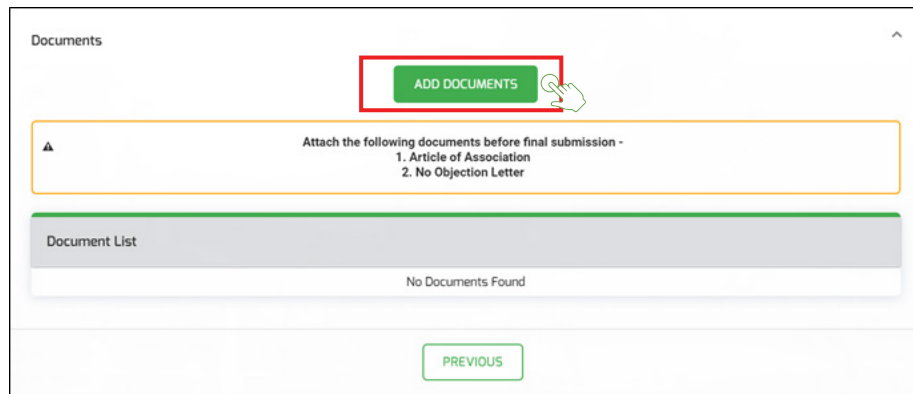 Documents
ADD DOCUMENTS
Attach the following documents before final submission -
1. Article of Association
2. No Objection Letter
Document List
No Documents Found
PREVIOUS